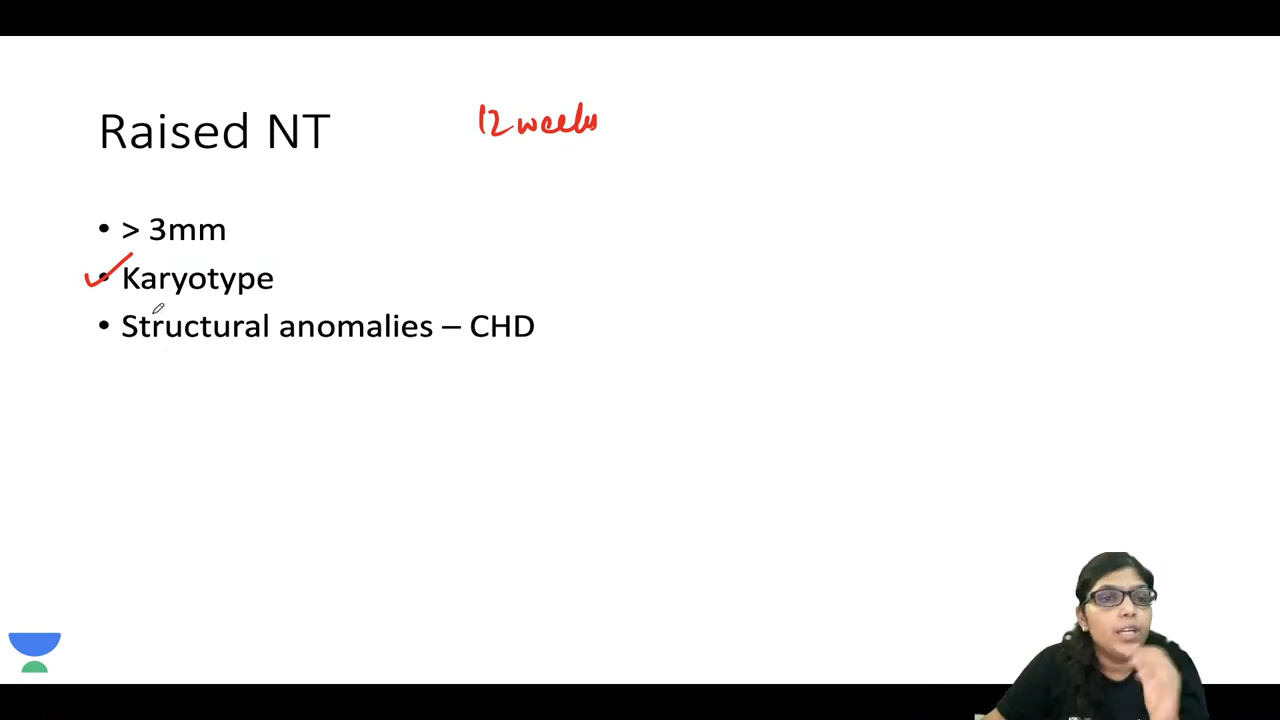 Raised NT
12 weeks
• > 3mm
• Karyotype
• Structural anomalies – CHD